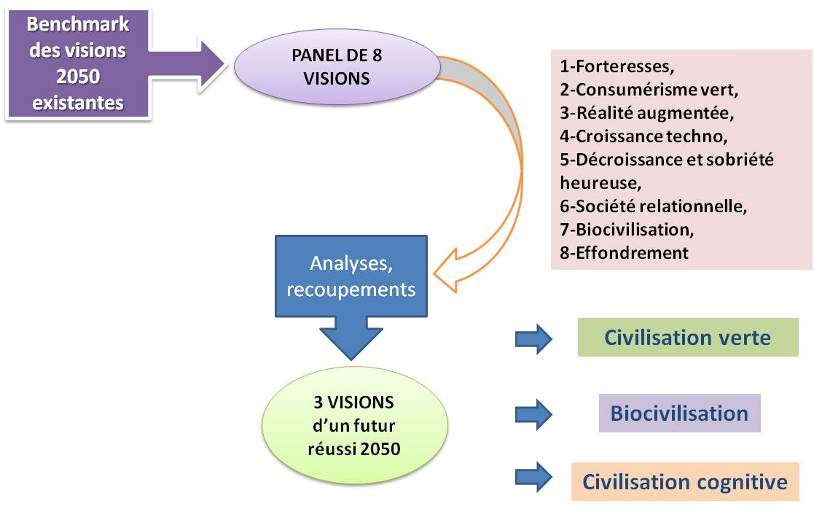 Benchmark
des visions
2050
existantes
PANEL DE 8
VISIONS
1-Forteresses,
2-Consumérisme vert,
3-Réalité augmentée,
4-Croissance techno,
5-Décroissance et sobriété
heureuse,
6-Société relationnelle,
7-Biocivilisation,
8-Effondrement
Analyses,
recoupements
3 VISIONS
d'un futur
réussi 2050
Civilisation verte
Biocivilisation
Civilisation cognitive